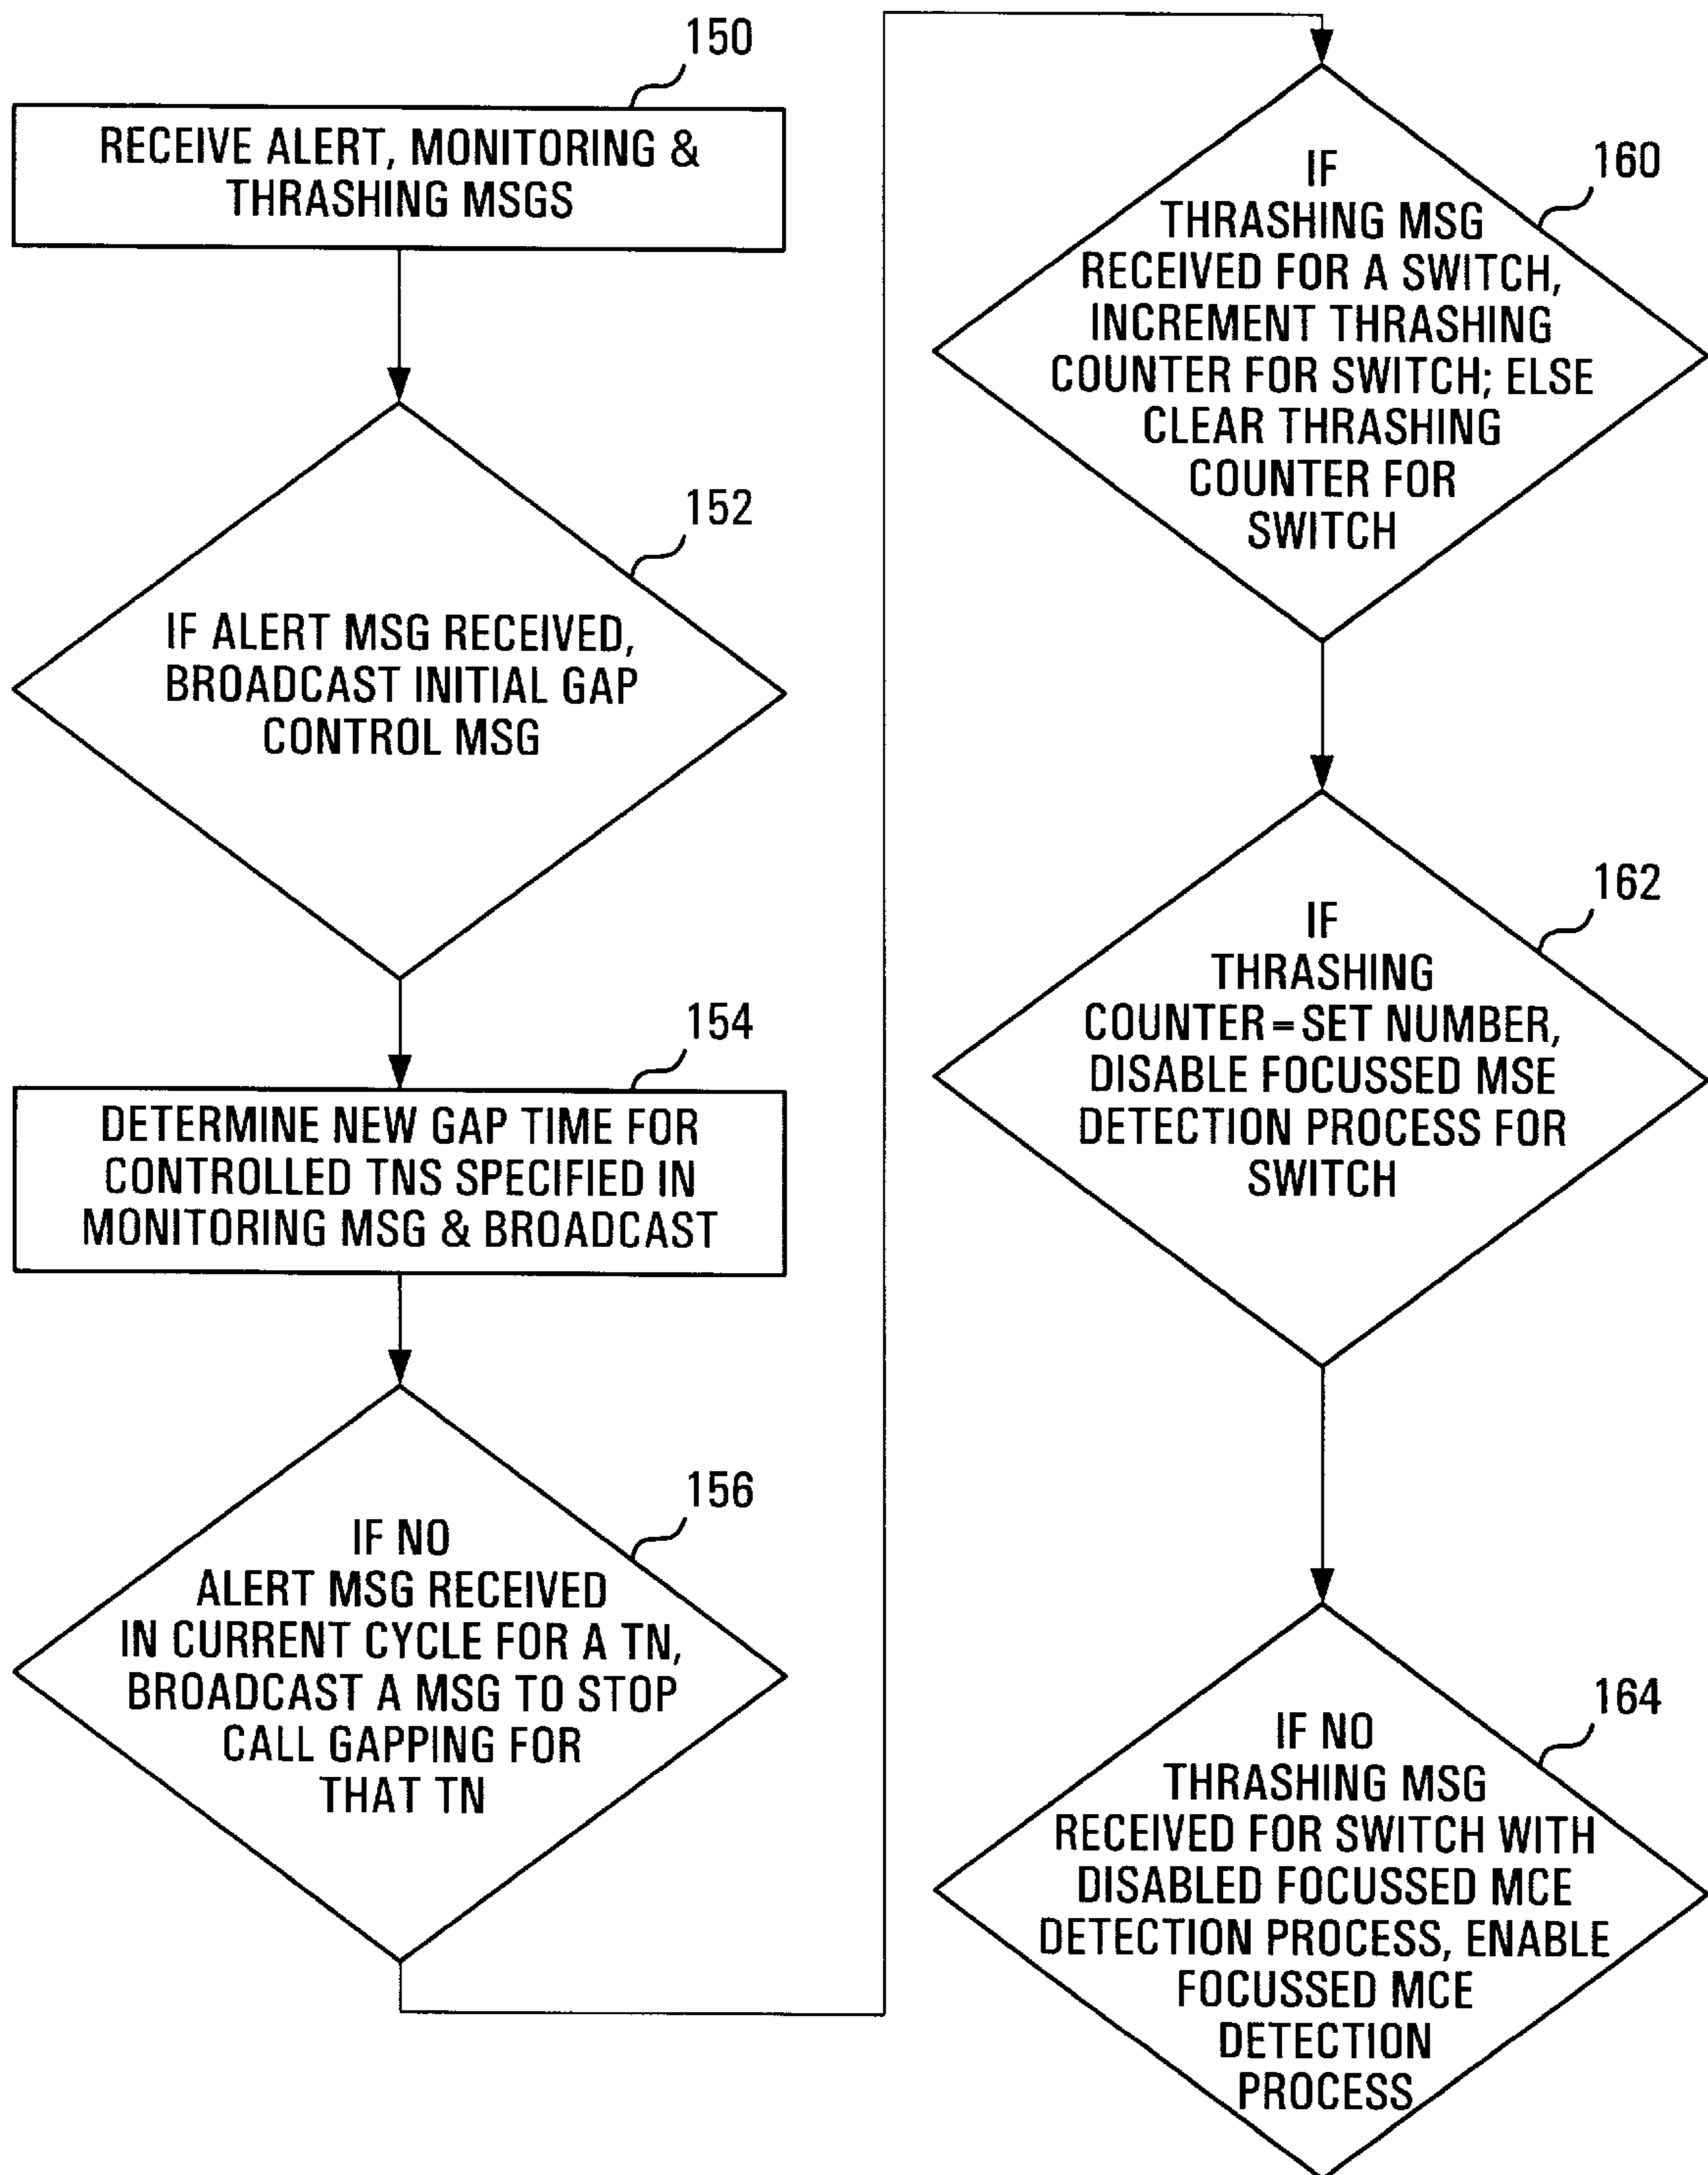 150
RECEIVE ALERT, MONITORING &
THRASHING MSGS
152
IF ALERT MSG RECEIVED,
BROADCAST INITIAL GAP
CONTROL MSG
154
DETERMINE NEW GAP TIME FOR
CONTROLLED TNS SPECIFIED IN
MONITORING MSG & BROADCAST
156
IF NO
ALERT MSG RECEIVED
IN CURRENT CYCLE FOR A TN,
BROADCAST A MSG TO STOP
CALL GAPPING FOR
THAT TN
160
IF
THRASHING MSG
RECEIVED FOR A SWITCH,
INCREMENT THRASHING
COUNTER FOR SWITCH; ELSE
CLEAR THRASHING
COUNTER FOR
SWITCH
162
IF
THRASHING
COUNTER=SET NUMBER,
DISABLE FOCUSSED MSE
DETECTION PROCESS FOR
SWITCH
164
IF NO
THRASHING MSG
RECEIVED FOR SWITCH WITH
DISABLED FOCUSSED MCE
DETECTION PROCESS, ENABLE
FOCUSSED MCE
DETECTION
PROCESS